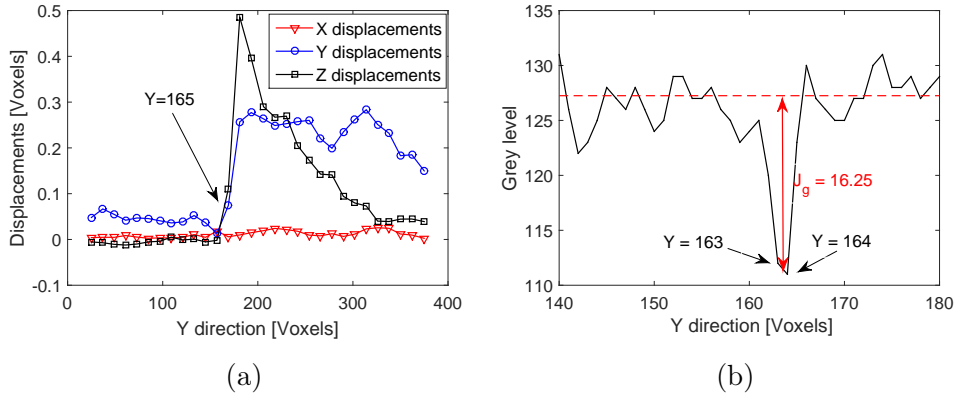 0.5
0.4
0.3
0.2
0.1
0
-0.1
Displacements [Voxels]
X displacements
Y displacements
Z displacements
Y=165
0
100
200
300
400
Y direction [Voxels]
(a)
135
130
125
120
115
110
Grey level
J_g = 16.25
Y = 163
Y = 164
140
150
160
170
180
Y direction [Voxels]
(b)